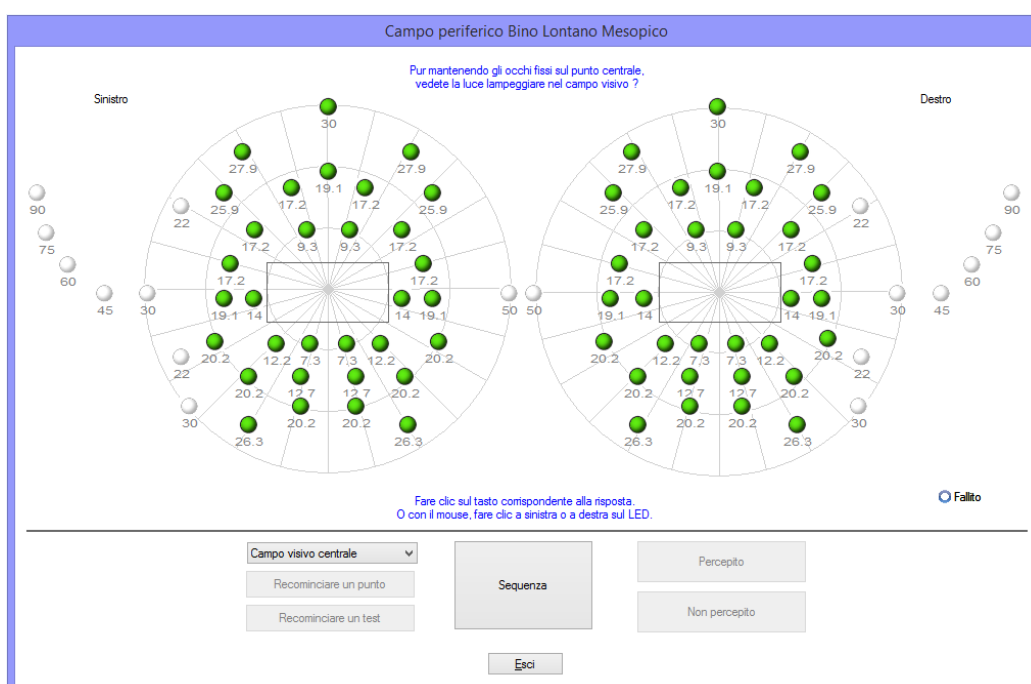 Campo periferico Bino Lontano Mesopico
Pur mantenendo gli occhi fissi sul punto centrale,
vedete la luce lampeggiare nel campo visivo ?
Sinistro
Destro
30 30
27.9 27.9 27.9 27.9
90 19.1 19.1 90
25.9 17.2 17.2 25.9 25.9 17.2 17.2 25.9
22 22
75 17.2 9.3 9.3 17.2 17.2 9.3 9.3 17.2 75
60 17.2 17.2 17.2 17.2 60
45 30 50 50 30 45
19.1 14 14 19.1 19.1 14 14 19.1
20.2 12.2 7.3 7.3 12.2 20.2 20.2 12.2 7.3 7.3 12.2 20.2
22 22
20.2 12.7 12.7 20.2 20.2 12.7 12.7 20.2
30 20.2 20.2 20.2 20.2 30
26.3 26.3 26.3 26.3
Fare clic sul tasto corrispondente alla risposta.
O con il mouse, fare clic a sinistra o a destra sul LED.
Fallito
Campo visivo centrale
Recominciare un punto
Recominciare un test
Sequenza
Percepito
Non percepito
Esci